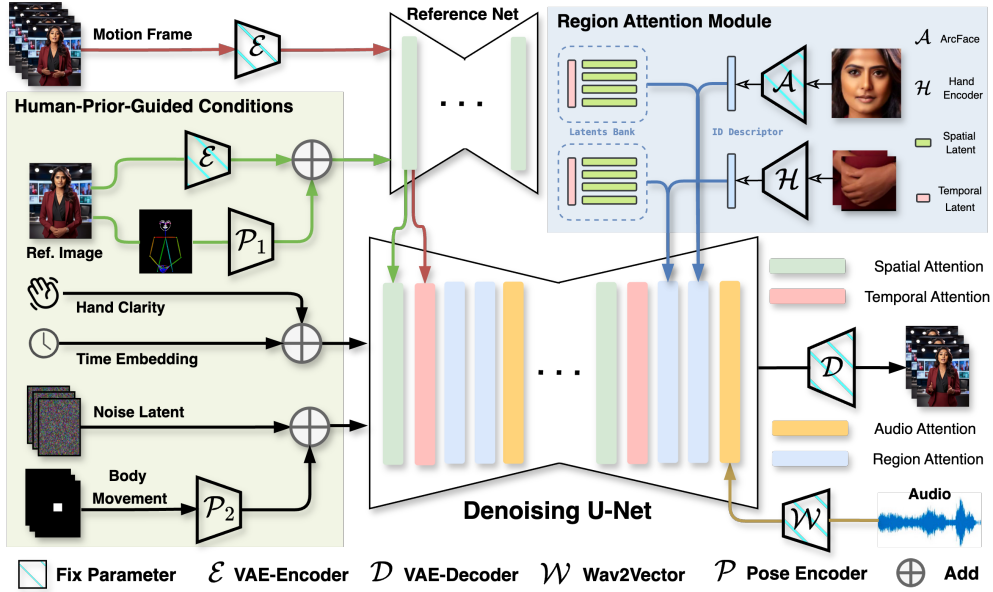 Motion Frame
ℰ
Reference Net
...
Region Attention Module
Latents Bank
ID Descriptor
𝒜
ℋ
𝒜 ArcFace
ℋ Hand
Encoder
Spatial
Latent
Temporal
Latent
Human-Prior-Guided Conditions
ℰ
Ref. Image
𝒫₁
Hand Clarity
Time Embedding
Noise Latent
Body
Movement
𝒫₂
...
Denoising U-Net
Spatial Attention
Temporal Attention
𝒟
Audio Attention
Region Attention
𝒲
Audio
Fix Parameter
ℰ VAE-Encoder
𝒟 VAE-Decoder
𝒲 Wav2Vector
𝒫 Pose Encoder
Add